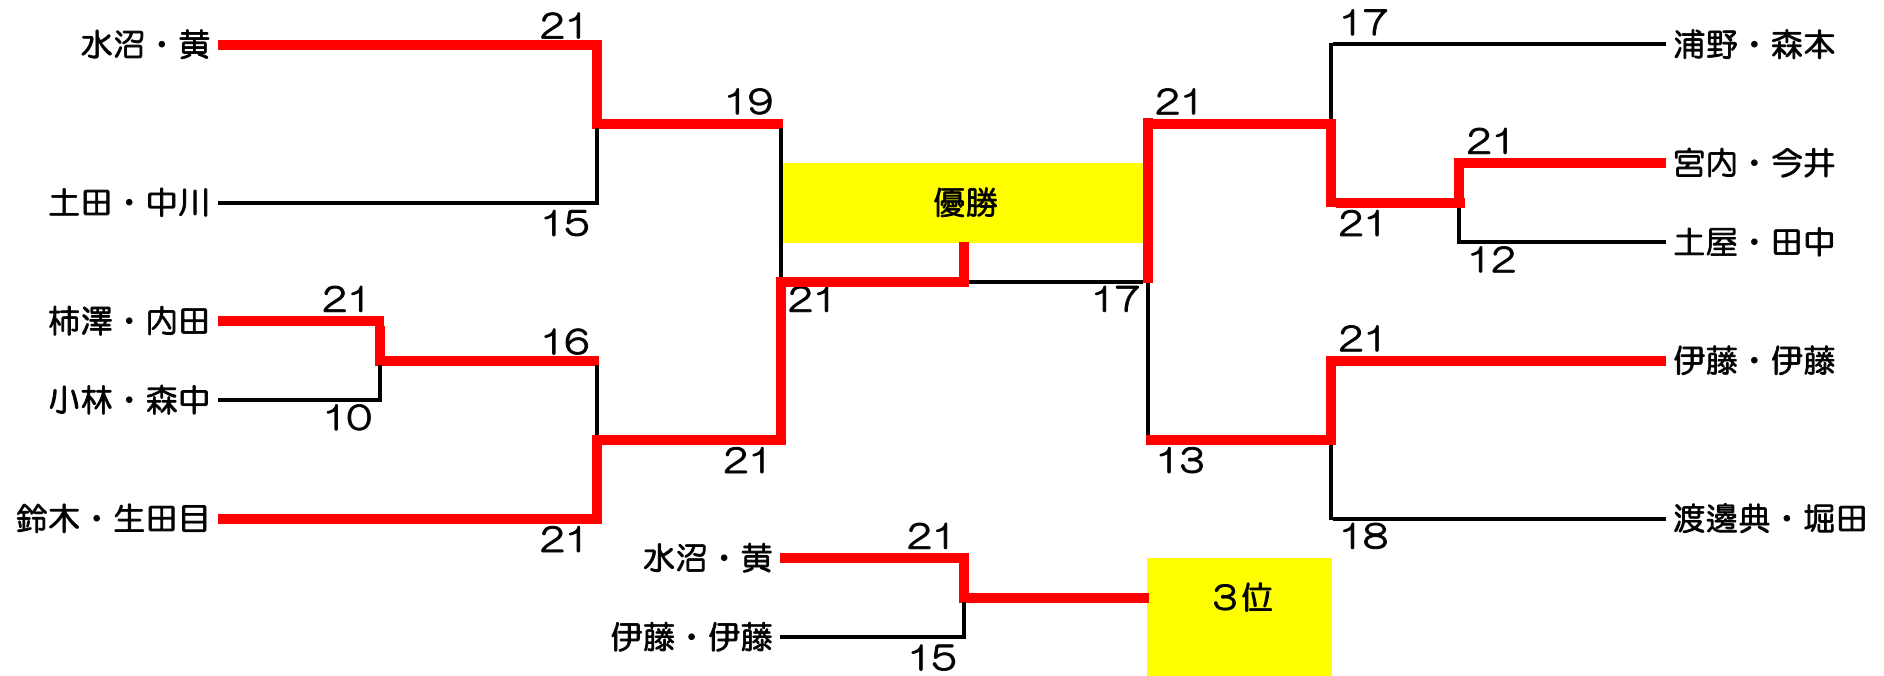 水沼・黄
21
17
浦野・森本
19
21
21
宮内・今井
優勝
土田・中川
15
21
土屋・田中
12
柿澤・内田
21
21
17
16
21
伊藤・伊藤
小林・森中
10
21
13
鈴木・生田目
21
18
渡邊典・堀田
水沼・黄
21
3位
伊藤・伊藤
15